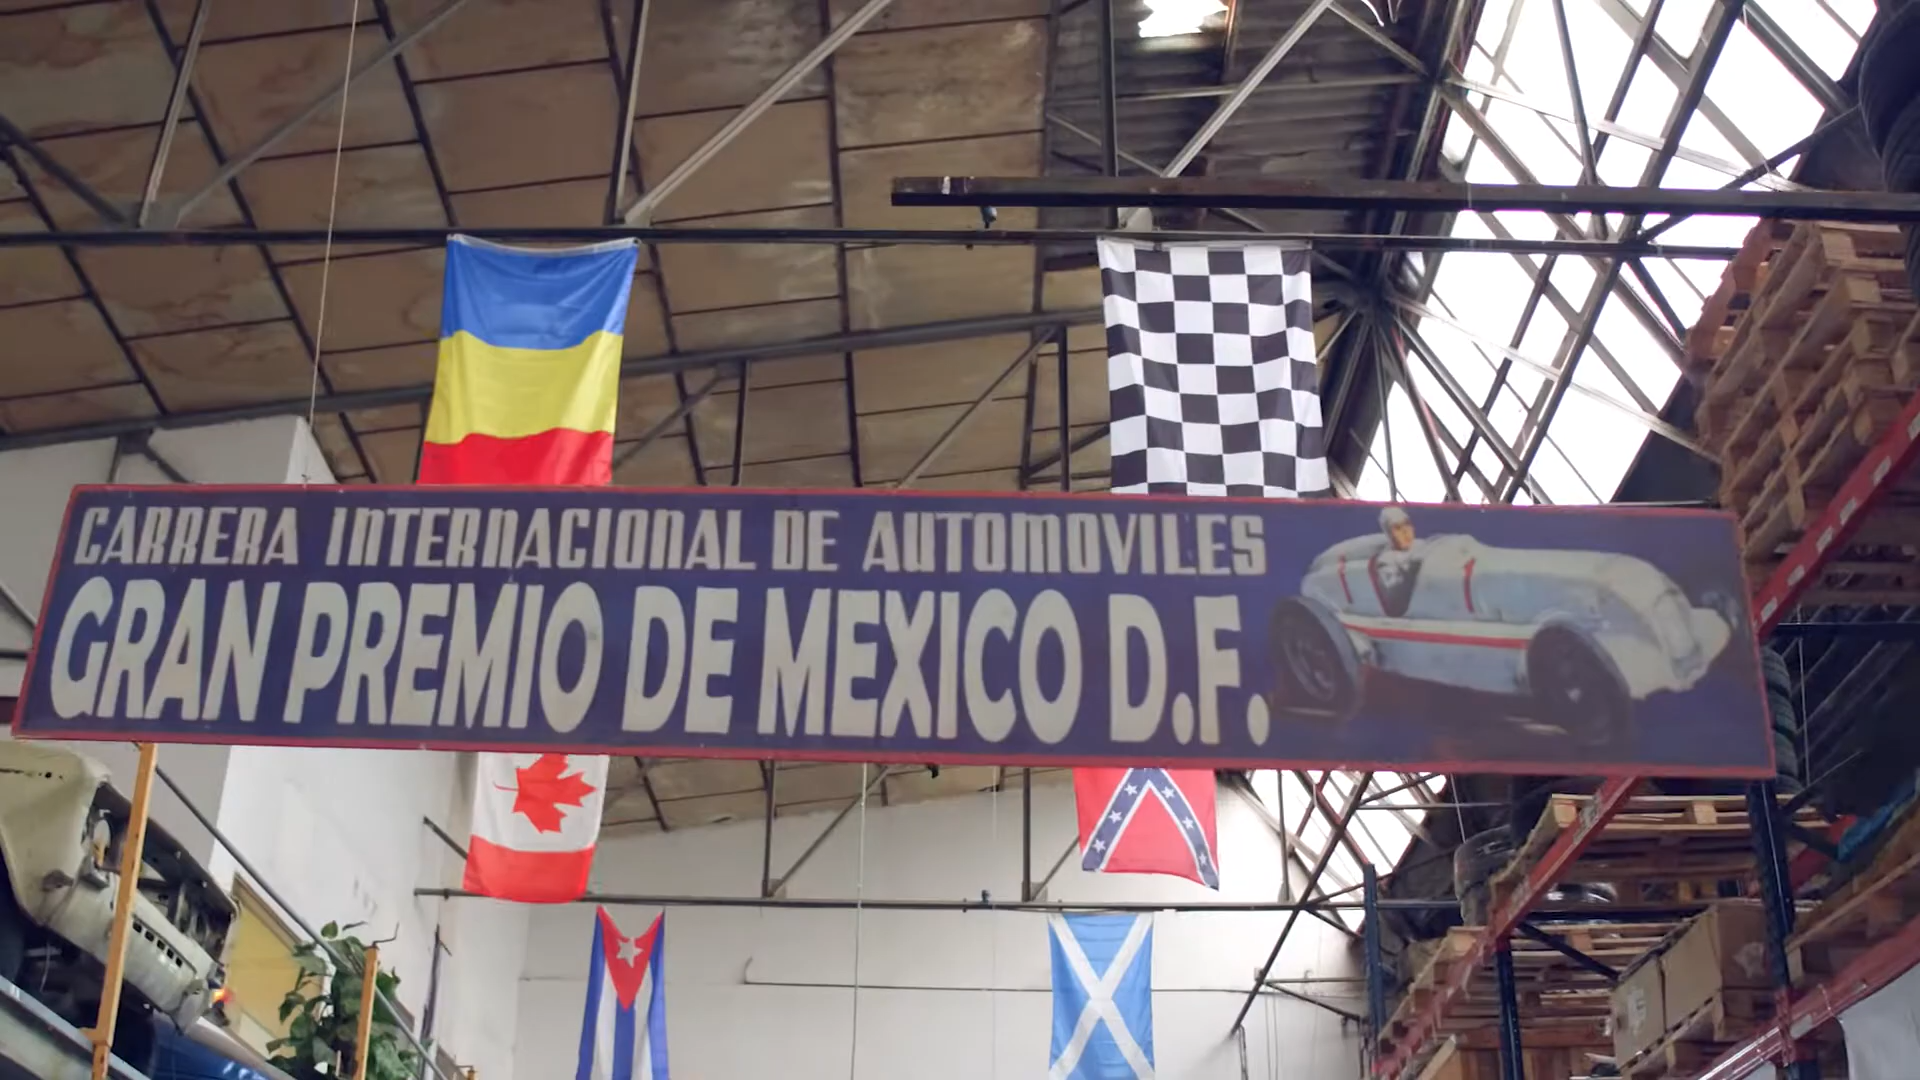 CARRERA INTERNACIONAL DE AUTOMOVILES
GRAN PREMIO DE MEXICO D.F.